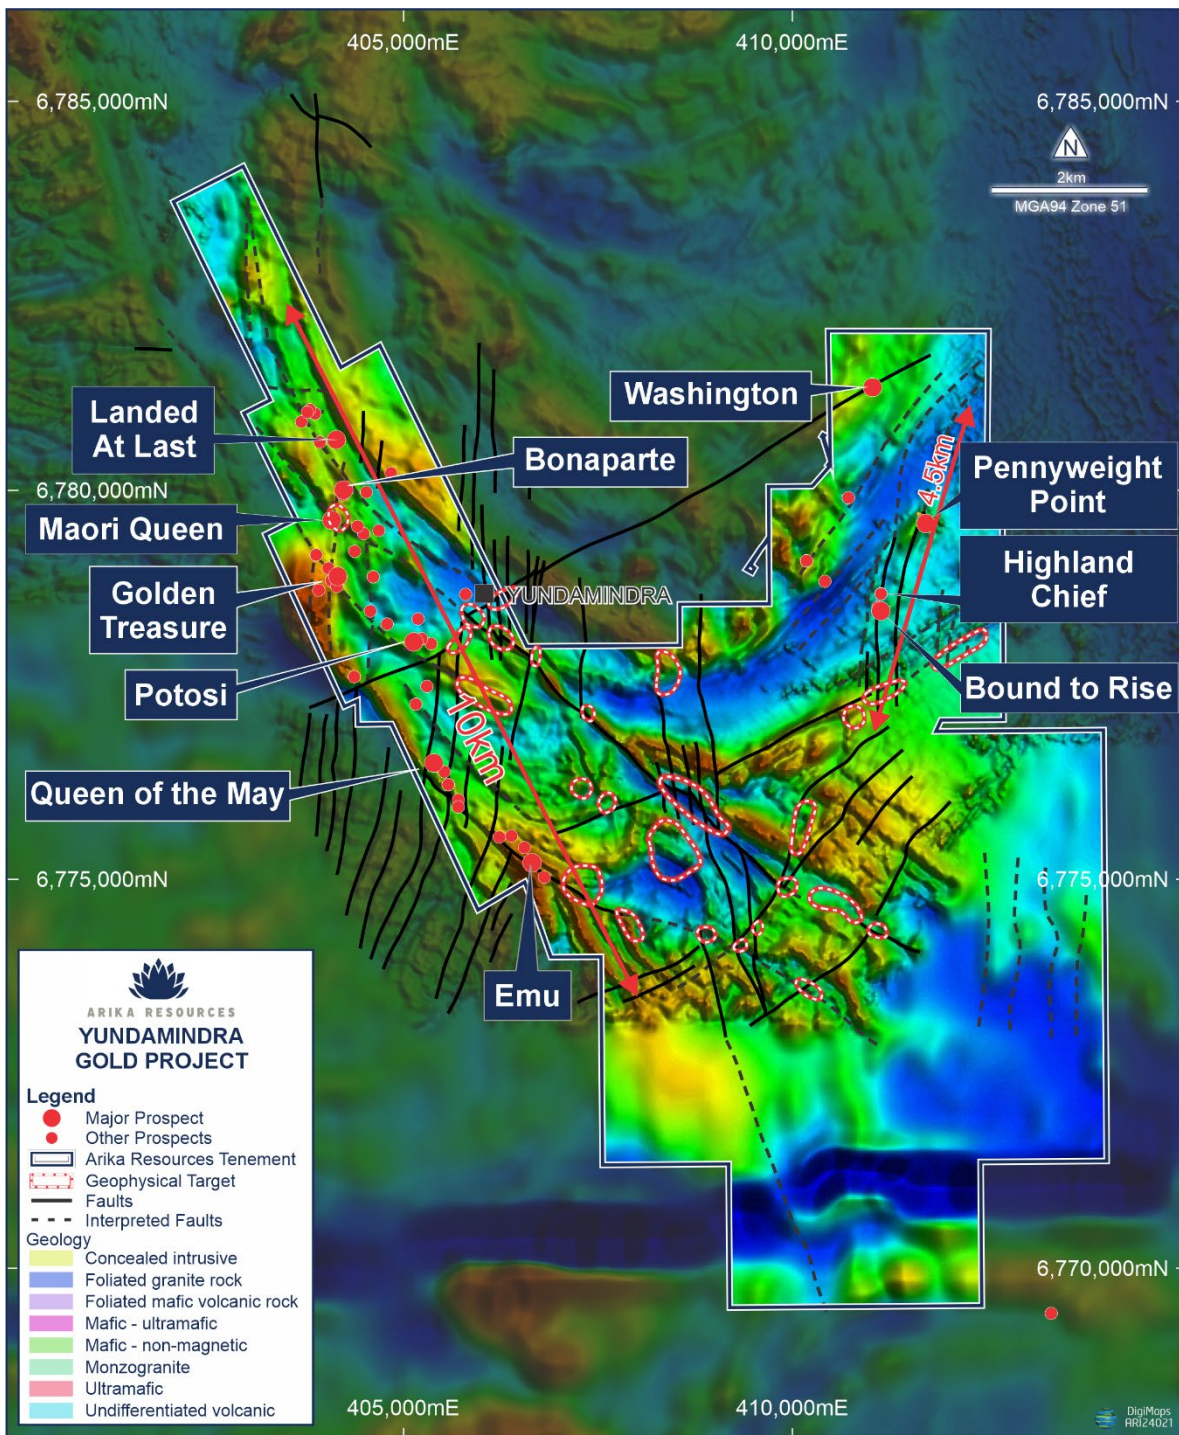 405,000mE
410,000mE
6,785,000mN
6,785,000mN
N
2km
MGA94 Zone 51
Landed
At Last
Washington
Bonaparte
4.5km
Pennyweight
Point
6,780,000mN
Maori Queen
Highland
Chief
Golden
Treasure
YUNDAMINDRA
Potosi
Bound to Rise
10km
Queen of the May
6,775,000mN
6,775,000mN
Emu
ARIKA RESOURCES
YUNDAMINDRA
GOLD PROJECT
Legend
Major Prospect
Other Prospects
Arika Resources Tenement
Geophysical Target
Faults
Interpreted Faults
Geology
Concealed intrusive
Foliated granite rock
Foliated mafic volcanic rock
Mafic - ultramafic
Mafic - non-magnetic
Monzogranite
Ultramafic
Undifferentiated volcanic
6,770,000mN
405,000mE
410,000mE
DigiMaps
ARI24021